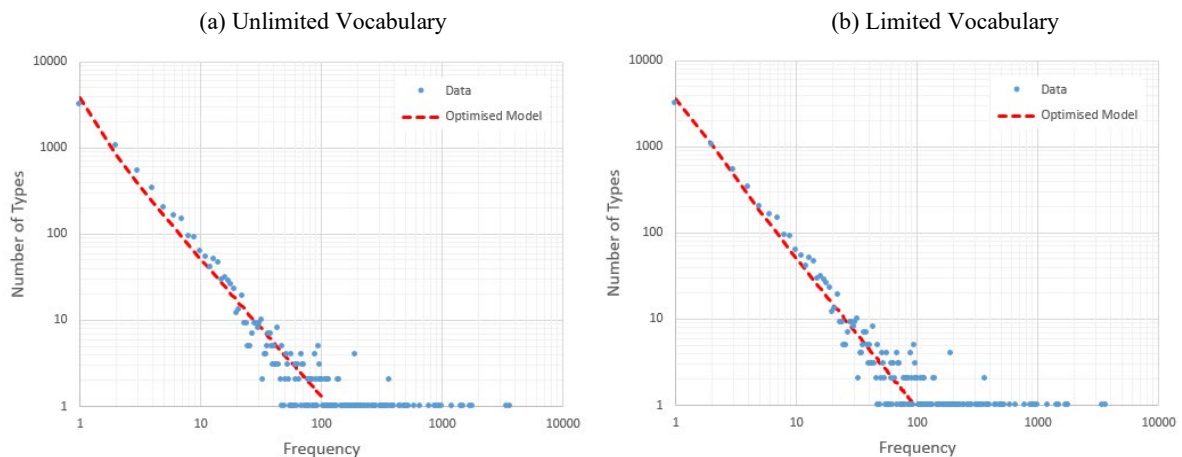 (a) Unlimited Vocabulary
10000
1000
100
10
1
Number of Types
Data
Optimised Model
1 10 100 1000 10000
Frequency
(b) Limited Vocabulary
10000
1000
100
10
1
Number of Types
Data
Optimised Model
1 10 100 1000 10000
Frequency